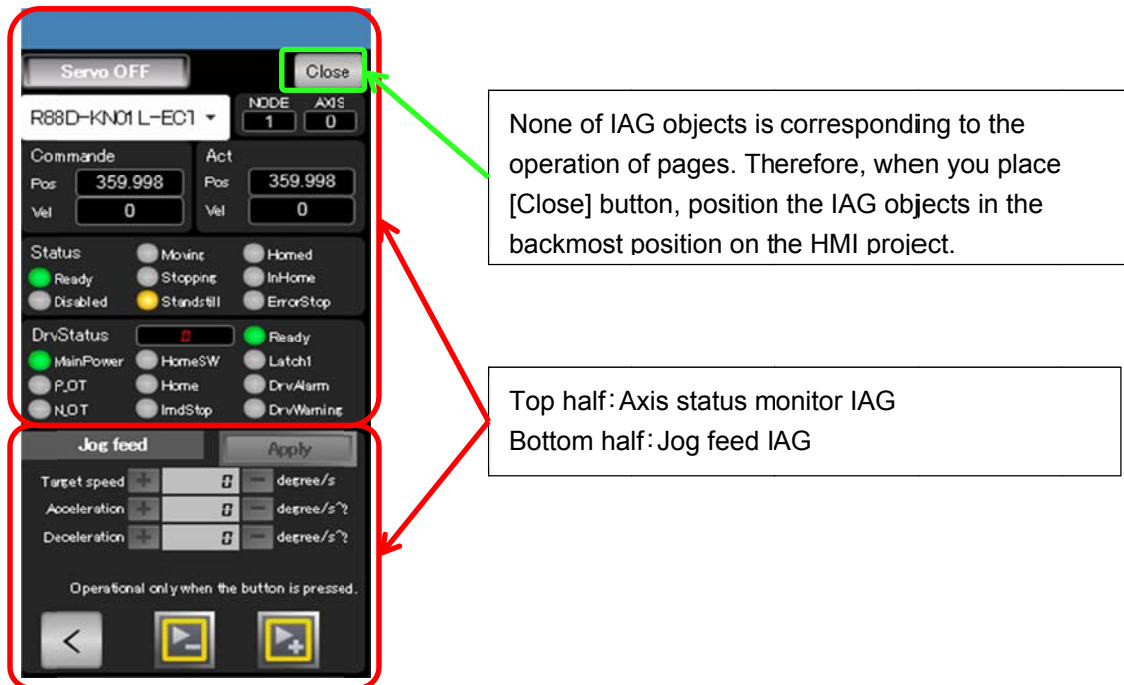 Servo OFF
Close
R88D-KN01L-ECT
NODE AXIS
1 0
Commande Act
Pos 359.998 Pos 359.998
Vel 0 Vel 0
Status Moving Homed
Ready Stopping InHome
Disabled Standstill ErrorStop
DrvStatus 0 Ready
MainPower HomeSW Latch1
P_OT Home DrvAlarm
N_OT ImdStop DrvWarning
Jog feed Apply
Target speed + 0 - degree/s
Acceleration + 0 - degree/s^2
Deceleration + 0 - degree/s^2
Operational only when the button is pressed.
<
None of IAG objects is corresponding to the
operation of pages. Therefore, when you place
[Close] button, position the IAG objects in the
backmost position on the HMI project.
Top half:Axis status monitor IAG
Bottom half:Jog feed IAG